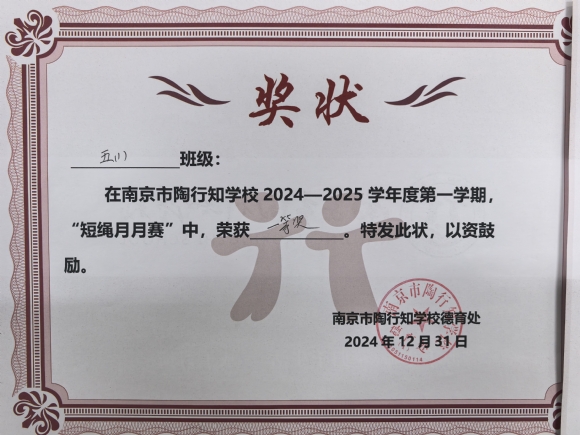 奖状
班级：
在南京市陶行知学校 2024—2025 学年度第一学期，
“短绳月月赛”中，荣获一等奖。特发此状，以资鼓
励。
南京市陶行知学校德育处
2024 年 12 月 31 日